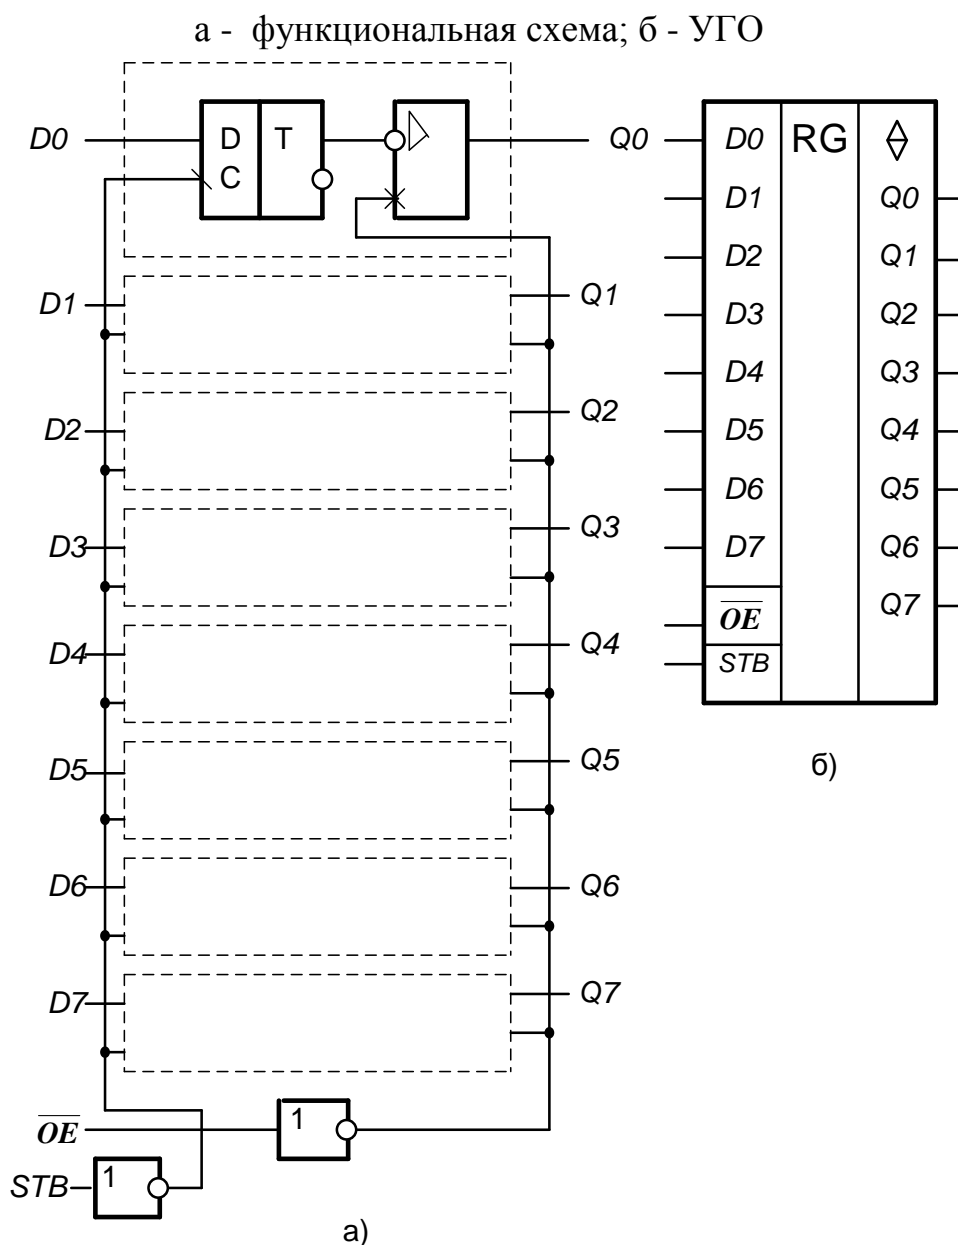 а - функциональная схема; б - УГО
D0
D T
C
Q0
D1
Q1
D2
Q2
D3
Q3
D4
Q4
D5
Q5
D6
Q6
D7
Q7
OE
1
STB
1
а)
D0 RG
D1 Q0
D2 Q1
D3 Q2
D4 Q3
D5 Q4
D6 Q5
D7 Q6
Q7
OE
STB
б)